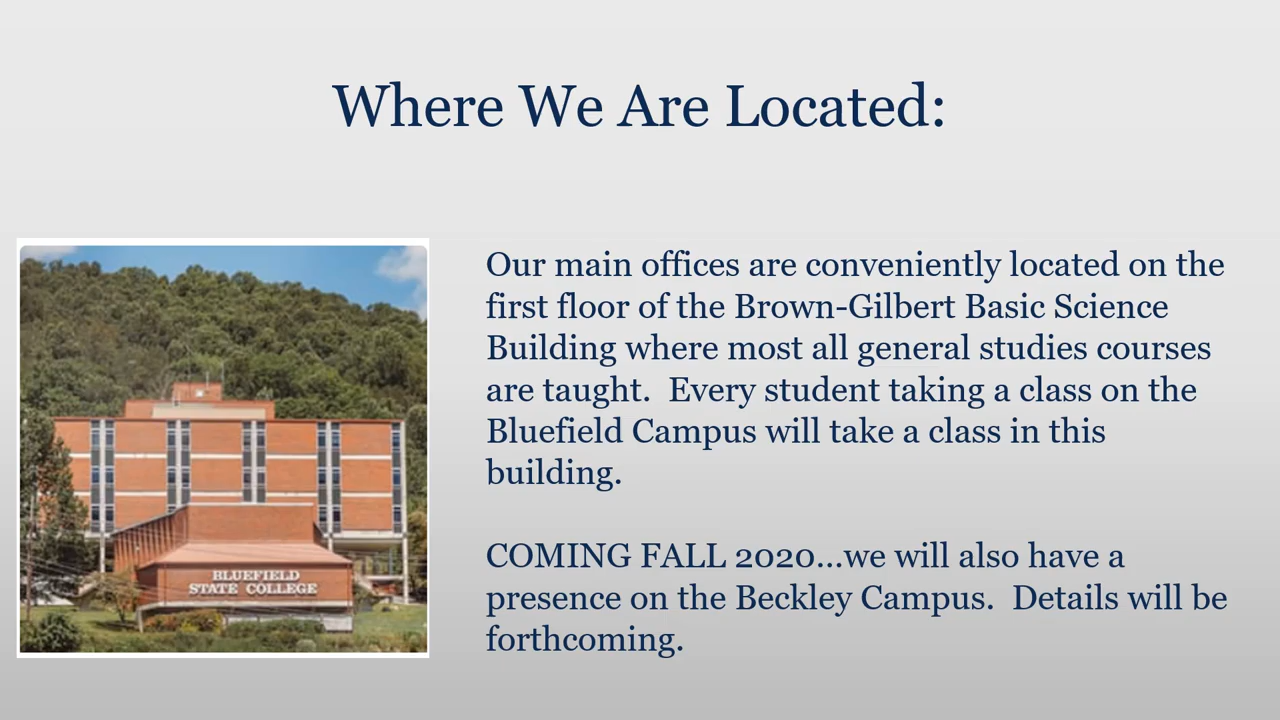 Where We Are Located:
Our main offices are conveniently located on the
first floor of the Brown-Gilbert Basic Science
Building where most all general studies courses
are taught.  Every student taking a class on the
Bluefield Campus will take a class in this
building.
COMING FALL 2020...we will also have a
presence on the Beckley Campus.  Details will be
forthcoming.
BLUEFIELD
STATE COLLEGE